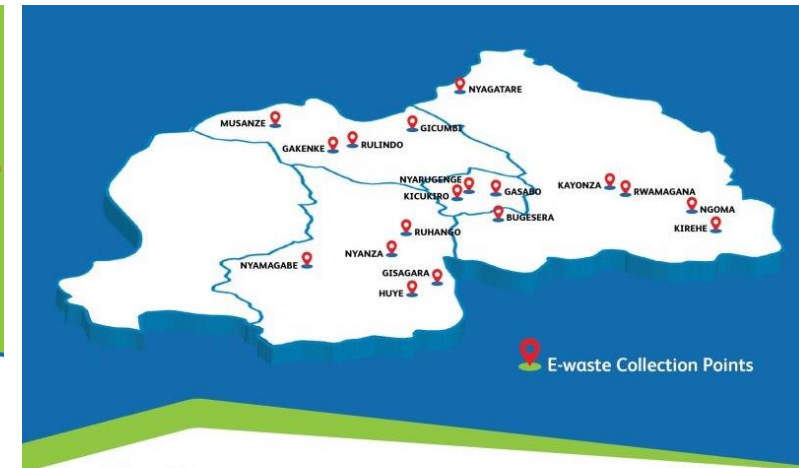 NYAGATARE
MUSANZE
GICUMBI
GAKENKE
RULINDO
NYARUGENGE
KAYONZA
RWAMAGANA
KICUKIRO
GASABO
NGOMA
BUGESERA
KIREHE
RUHANGO
NYANZA
NYAMAGABE
GISAGARA
HUYE
E-waste Collection Points